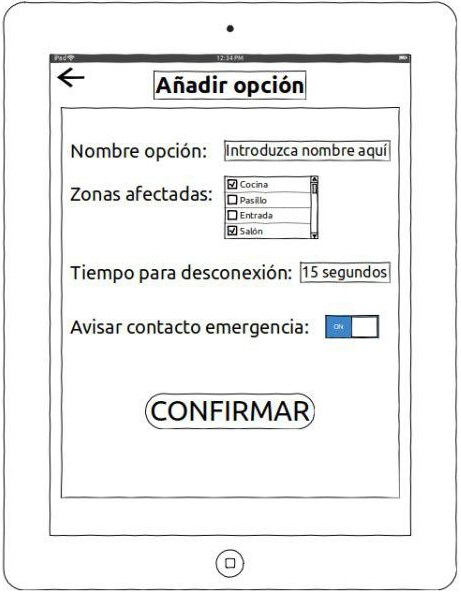 iPad
12:34 PM
Añadir opción
Nombre opción: Introduzca nombre aquí
Zonas afectadas:
Cocina
Pasillo
Entrada
Salón
Tiempo para desconexión: 15 segundos
Avisar contacto emergencia: ON
CONFIRMAR